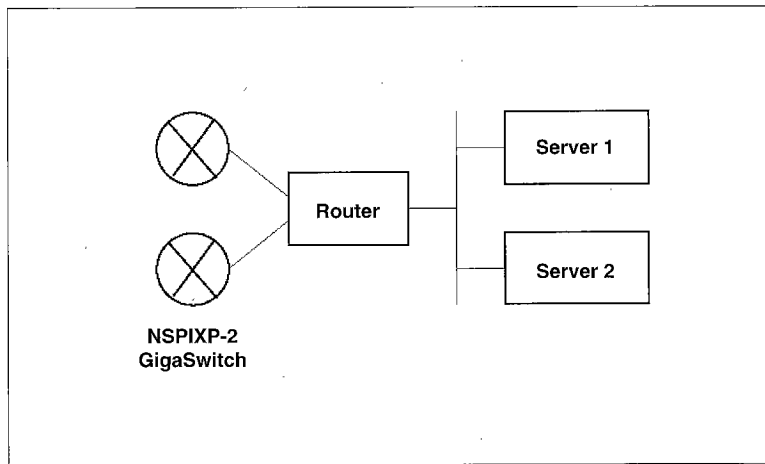 Server 1
Router
Server 2
NSPIXP-2
GigaSwitch